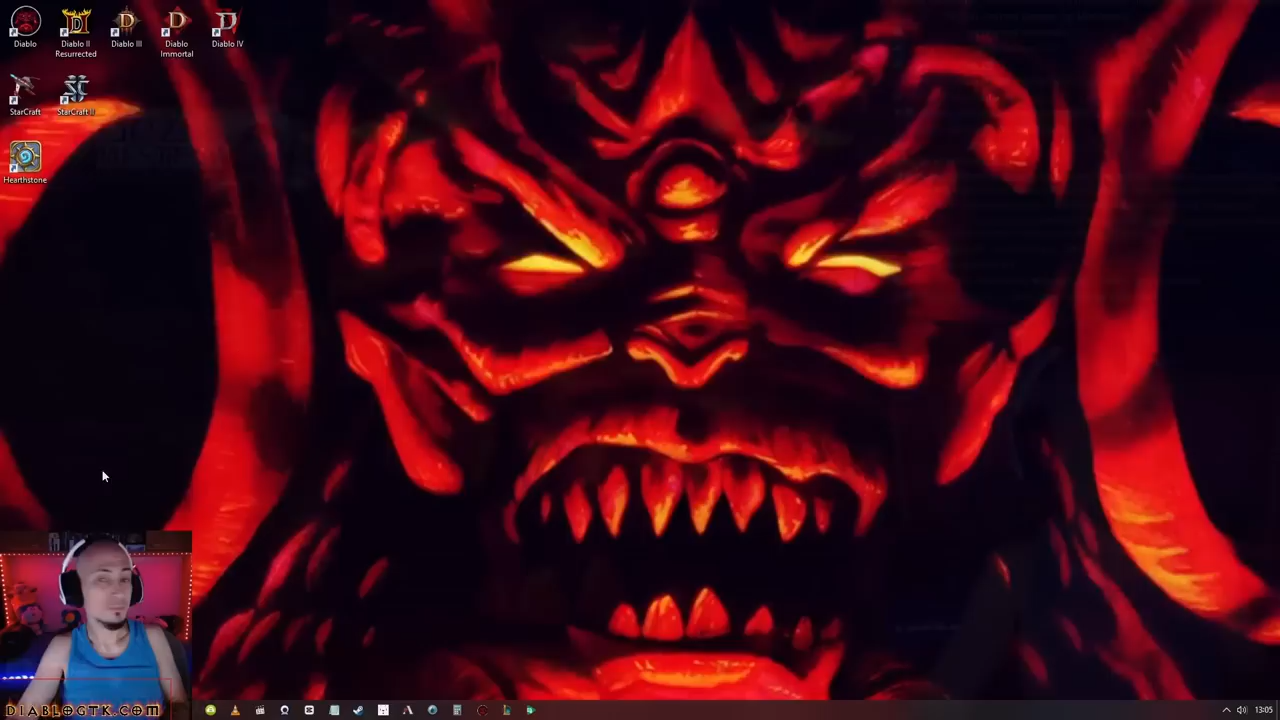 Diablo
Diablo II
Resurrected
Diablo III
Diablo
Immortal
Diablo IV
StarCraft
StarCraft II
Hearthstone
DIABLOGTK.COM
13:05